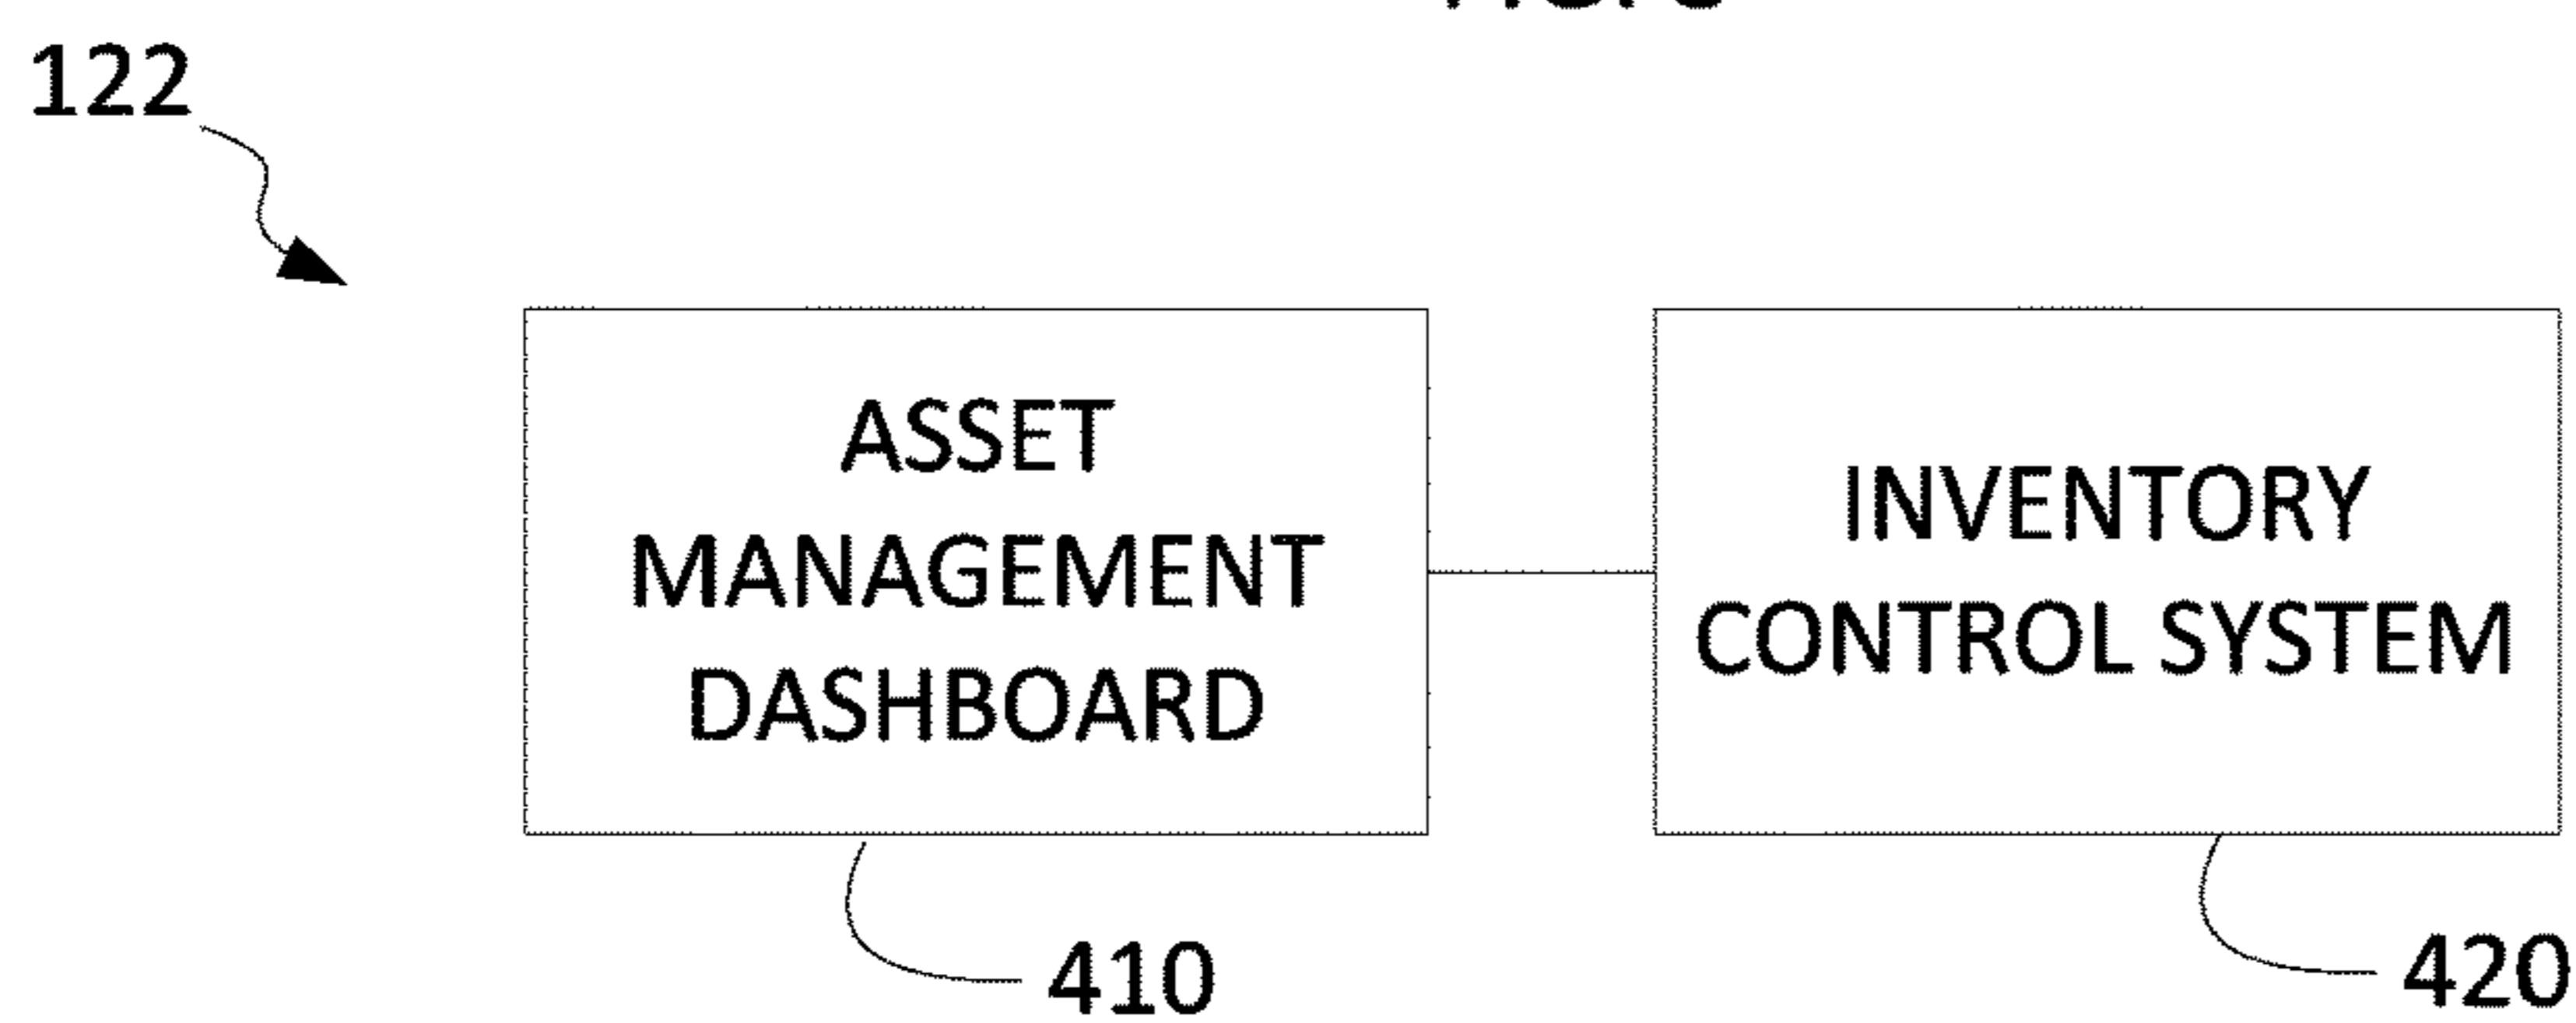 122
ASSET
MANAGEMENT
DASHBOARD
INVENTORY
CONTROL SYSTEM
410
420